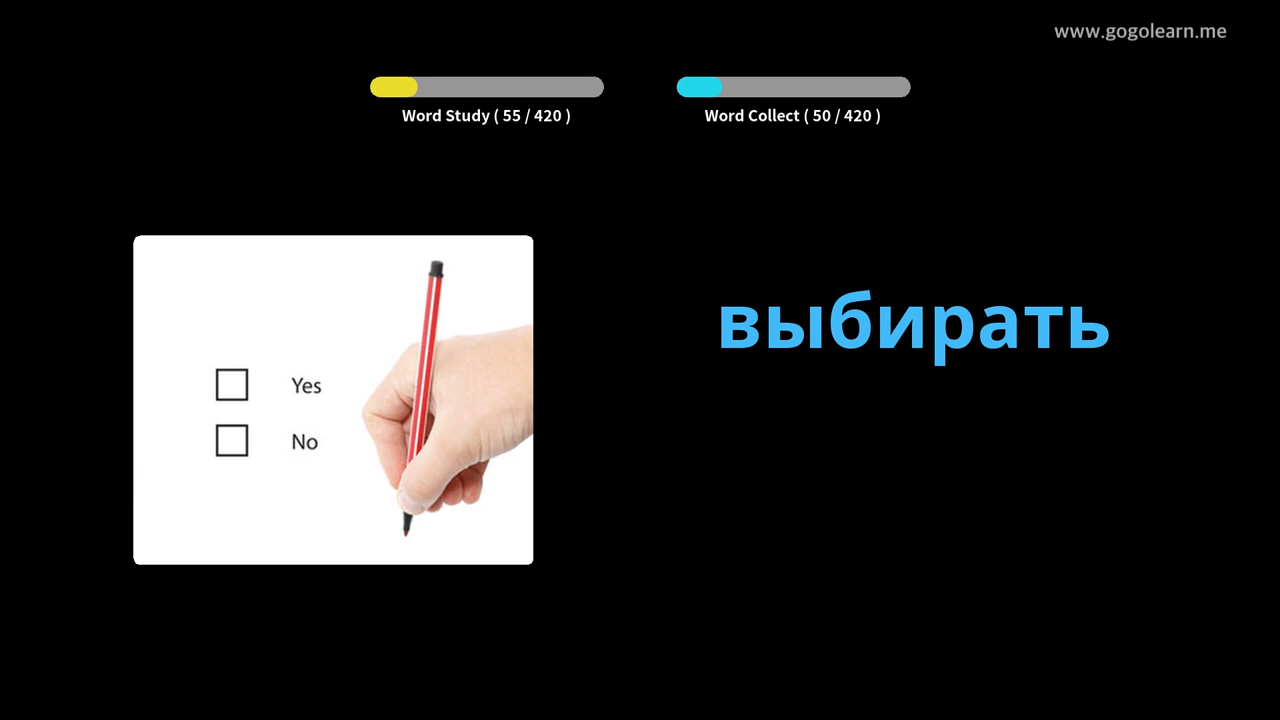 www.gogolearn.me
Word Study ( 55 / 420 )
Word Collect ( 50 / 420 )
выбирать
Yes
No